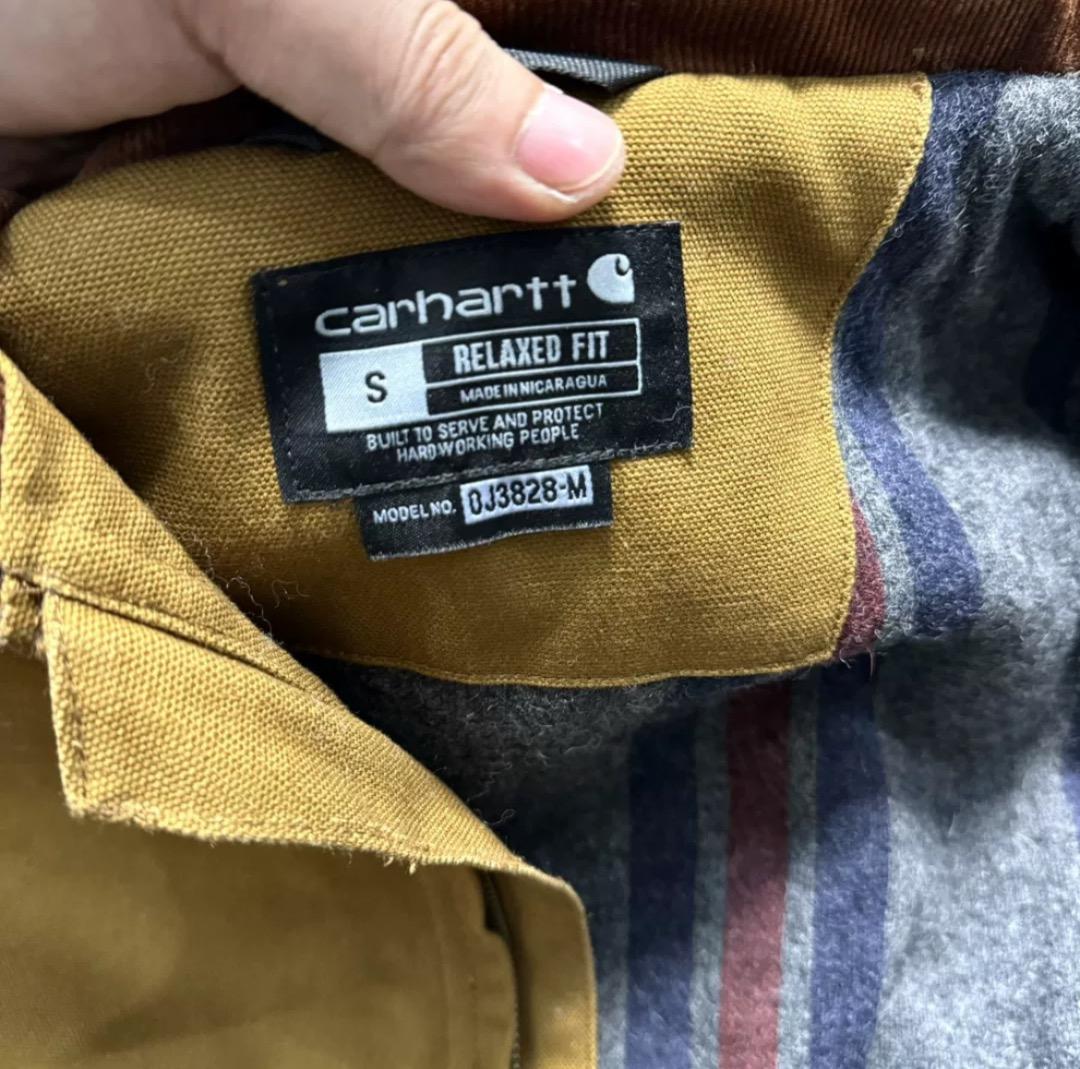 carhartt
S
RELAXED FIT
MADE IN NICARAGUA
BUILT TO SERVE AND PROTECT
HARDWORKING PEOPLE
MODEL NO. OJ3828-M